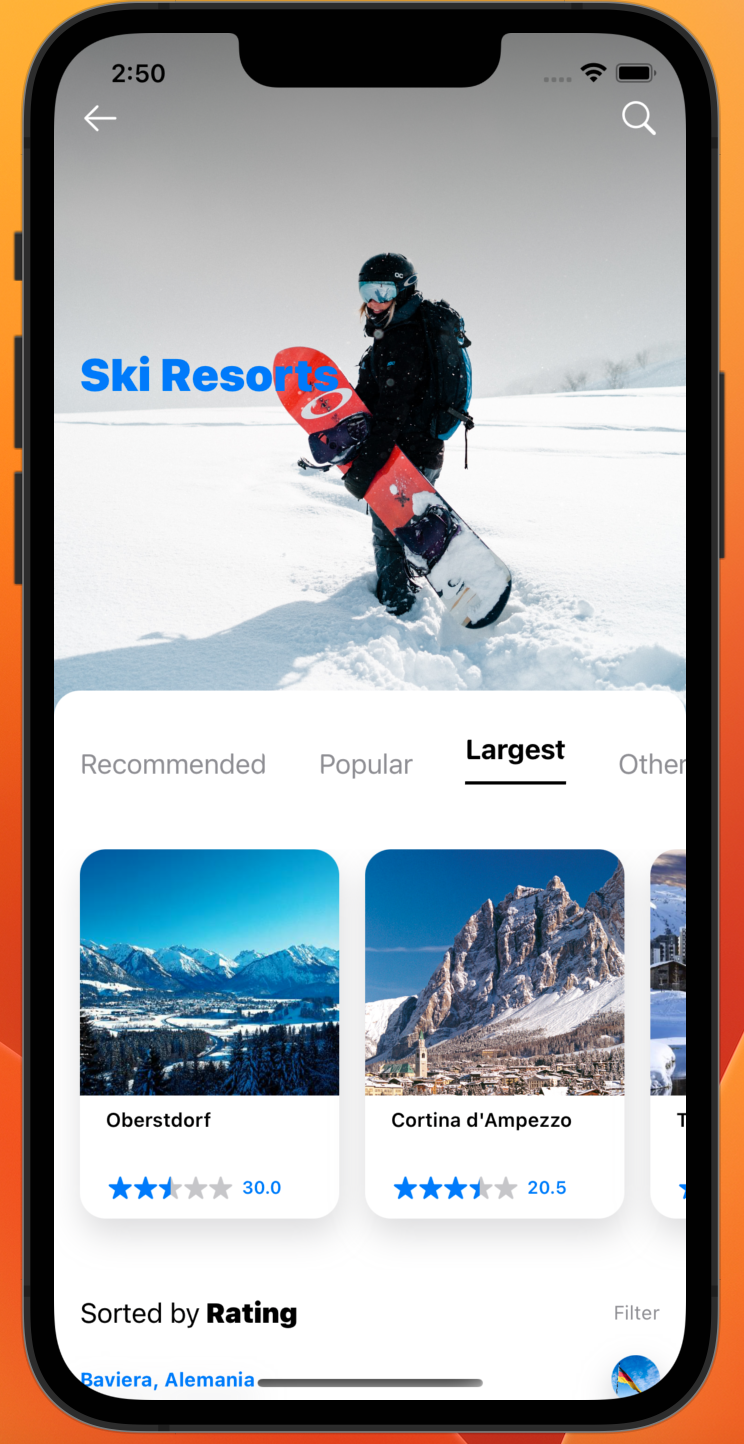 2:50
Ski Resorts
Recommended Popular Largest Other
Oberstdorf
30.0
Cortina d'Ampezzo
20.5
T
Sorted by Rating
Filter
Baviera, Alemania